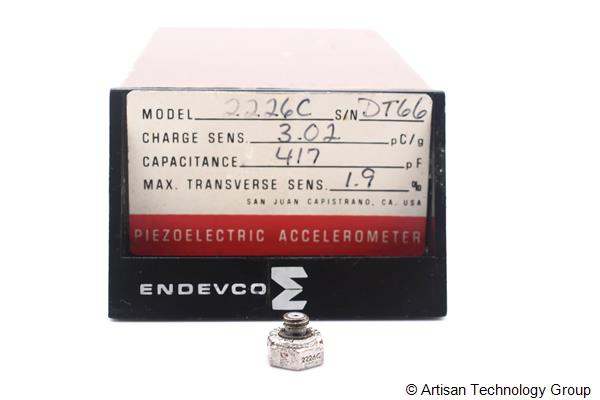 MODEL 2226C S/N DT66
CHARGE SENS. 3.02 pC/g
CAPACITANCE 417 pF
MAX. TRANSVERSE SENS. 1.9 %
SAN JUAN CAPISTRANO, CA. USA
PIEZOELECTRIC ACCELEROMETER
ENDEVCO
2226C
© Artisan Technology Group